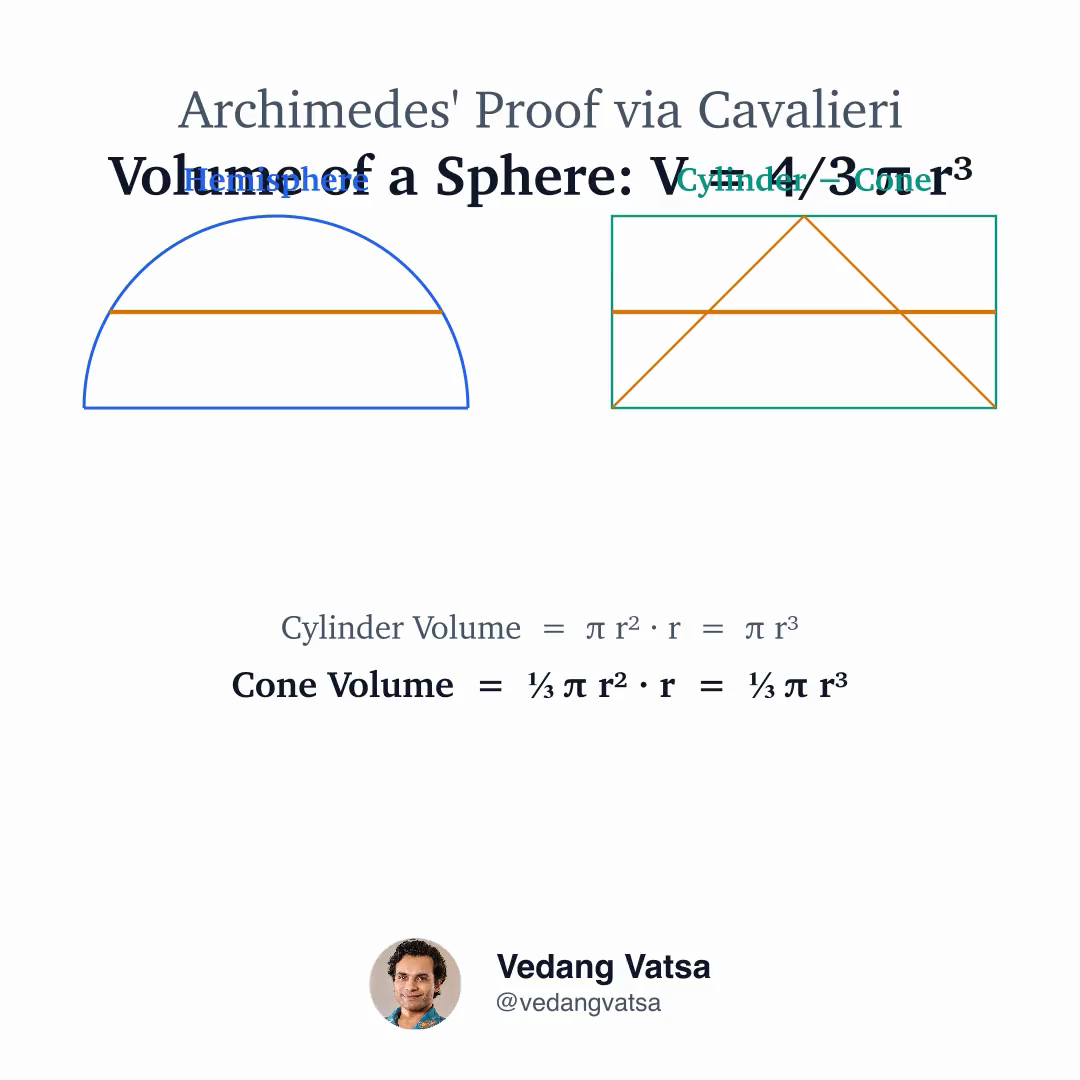 Archimedes' Proof via Cavalieri
Volume of a Sphere: V = 4/3 π r³
Hemisphere
Cylinder − Cone
Cylinder Volume = π r² · r = π r³
Cone Volume = ⅓ π r² · r = ⅓ π r³
Vedang Vatsa
@vedangvatsa